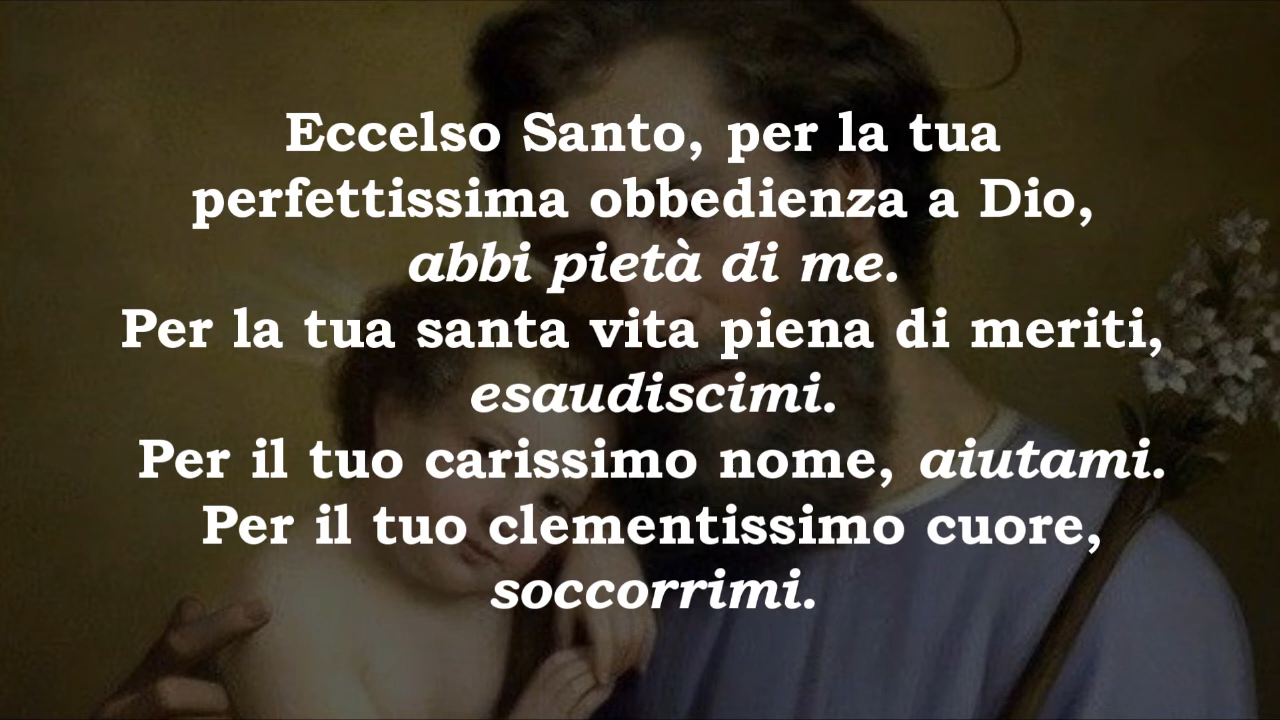 Eccelso Santo, per la tua
perfettissima obbedienza a Dio,
abbi pietà di me.
Per la tua santa vita piena di meriti,
esaudiscimi.
Per il tuo carissimo nome, aiutami.
Per il tuo clementissimo cuore,
soccorrimi.